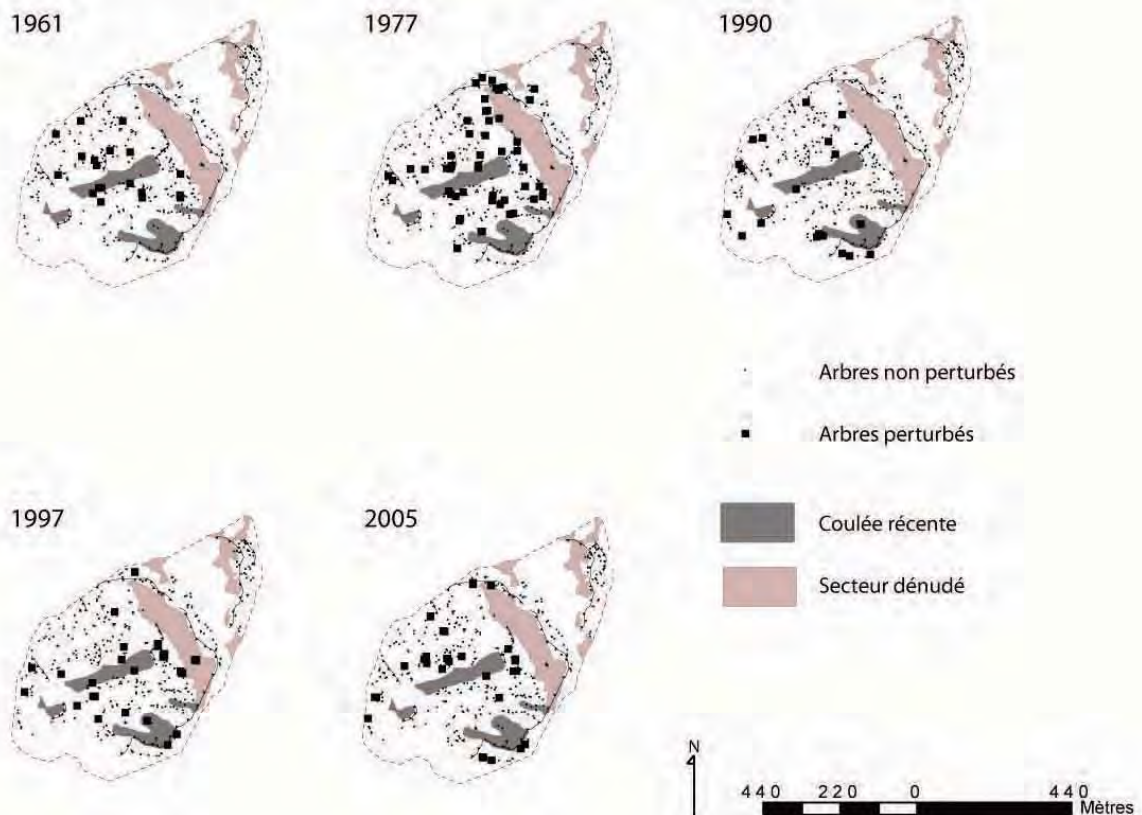 1961
1977
1990
Arbres non perturbés
Arbres perturbés
1997
2005
Coulée récente
Secteur dénudé
N
440 220 0 440
Mètres